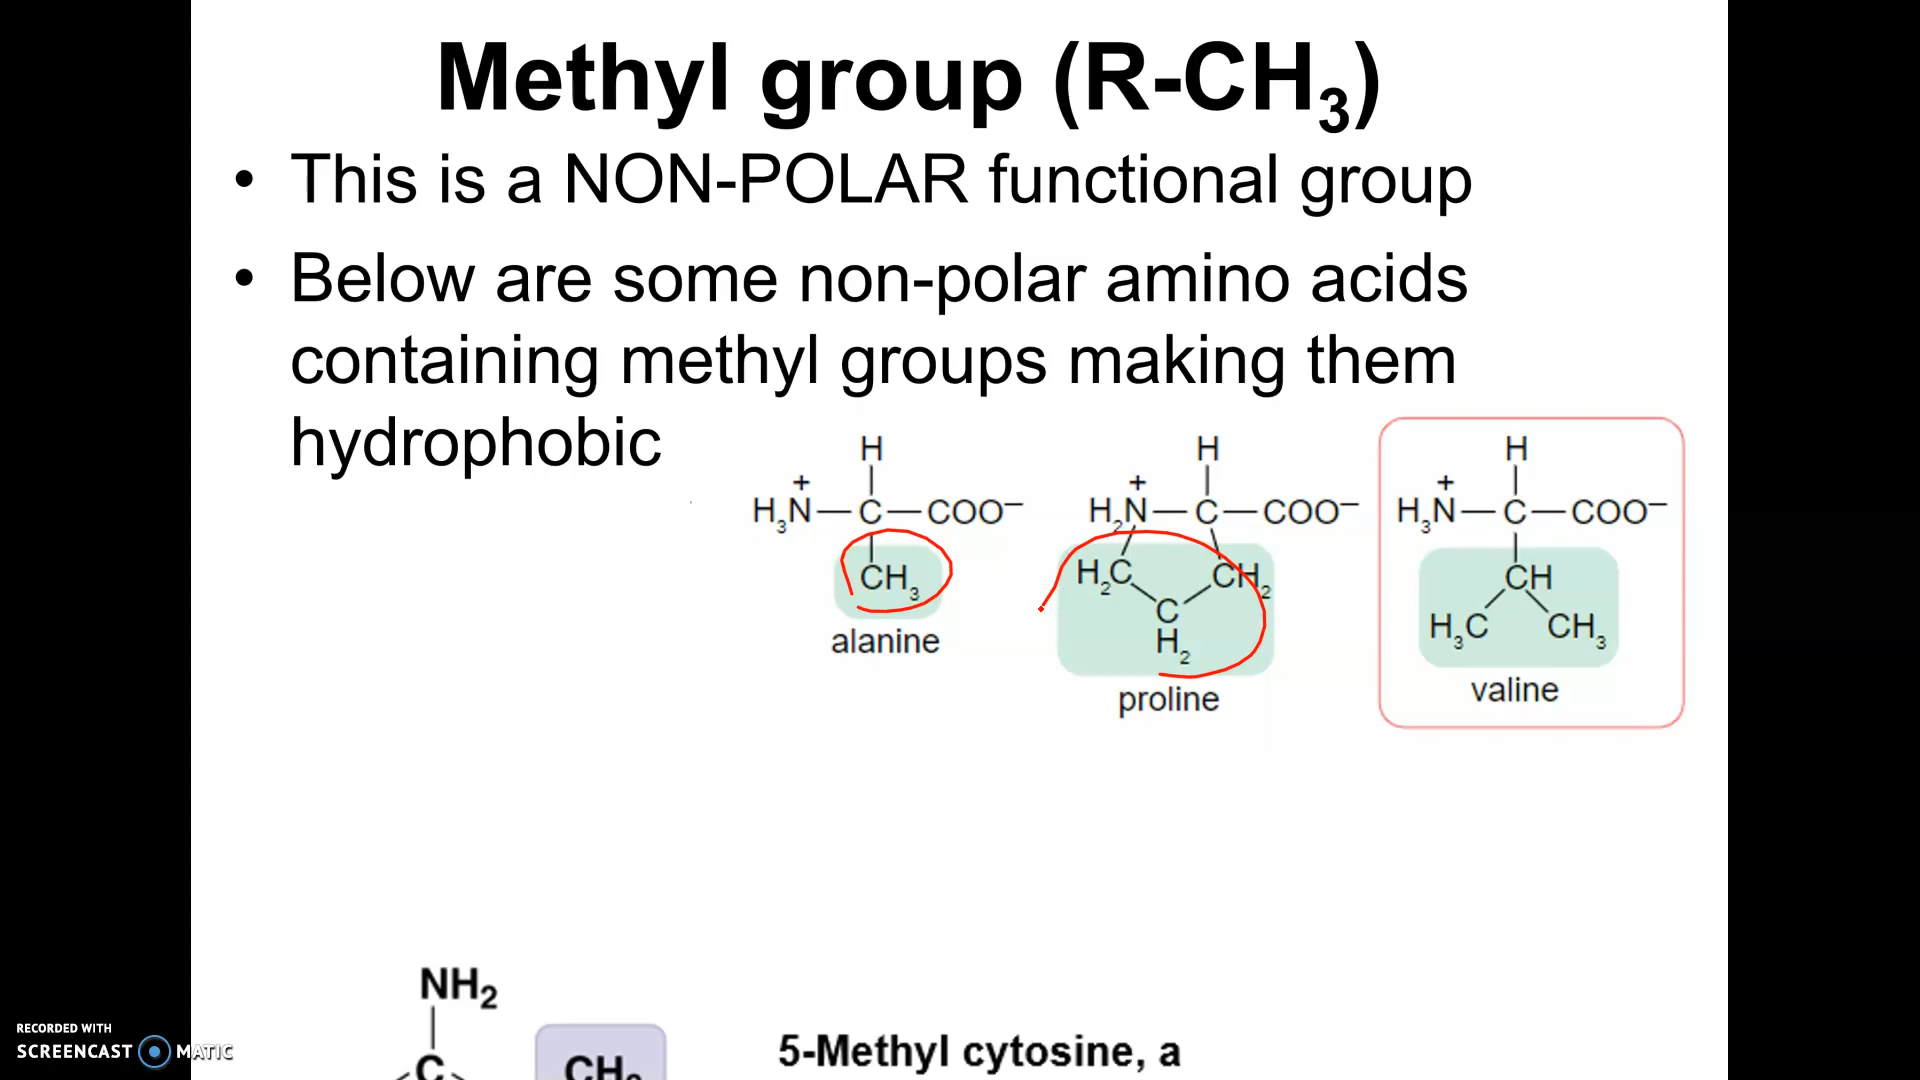 Methyl group (R-CH₃)
• This is a NON-POLAR functional group
• Below are some non-polar amino acids
containing methyl groups making them
hydrophobic
H
+
H₃N—C—COO⁻
CH₃
alanine
H
+
H₂N—C—COO⁻
H₂C
CH₂
C
H₂
proline
H
+
H₃N—C—COO⁻
CH
H₃C
CH₃
valine
NH₂
C
CH₃
5-Methyl cytosine, a
RECORDED WITH
SCREENCAST MATIC